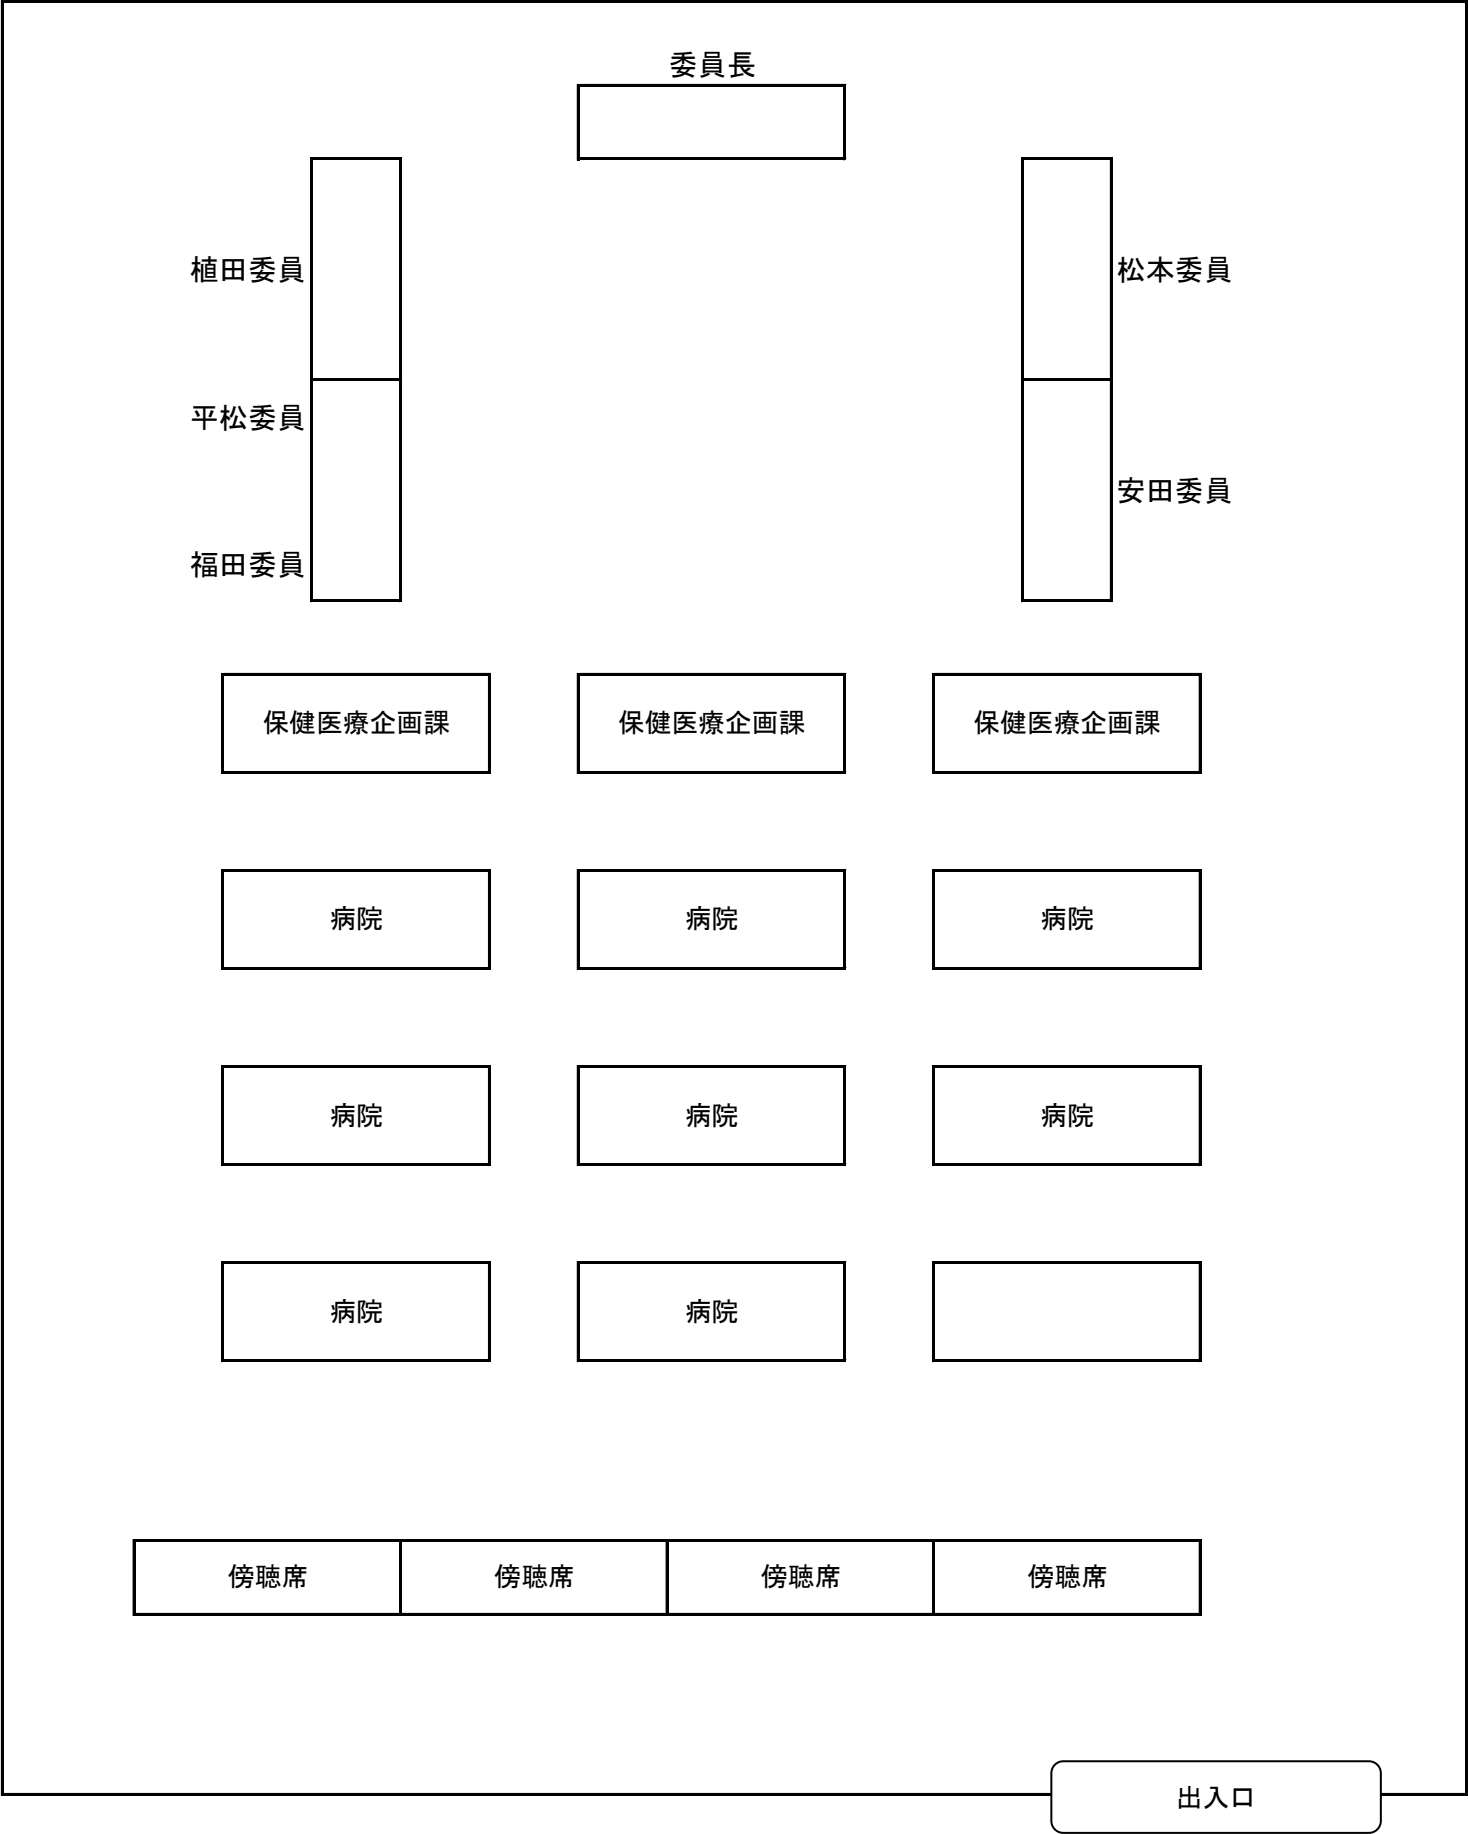 委員長
植田委員
松本委員
平松委員
安田委員
福田委員
保健医療企画課
保健医療企画課
保健医療企画課
病院
病院
病院
病院
病院
病院
病院
病院
傍聴席
傍聴席
傍聴席
傍聴席
出入口